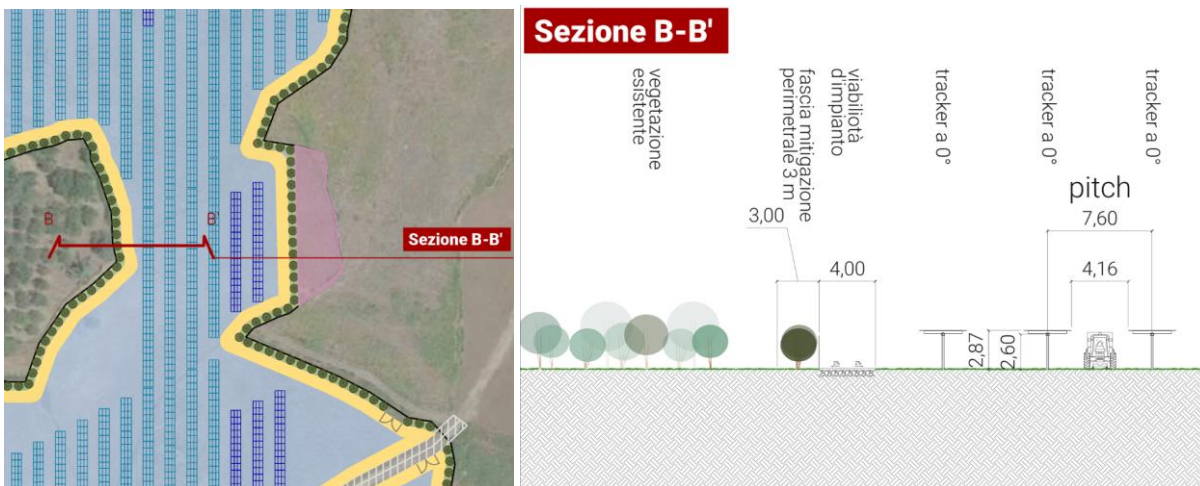 B
B'
Sezione B-B'
Sezione B-B'
vegetazione
esistente
fascia mitigazione
perimetrale 3 m
viabiliotà
d'impianto
tracker a 0°
tracker a 0°
tracker a 0°
pitch
3,00
7,60
4,00
4,16
2,87
2,60